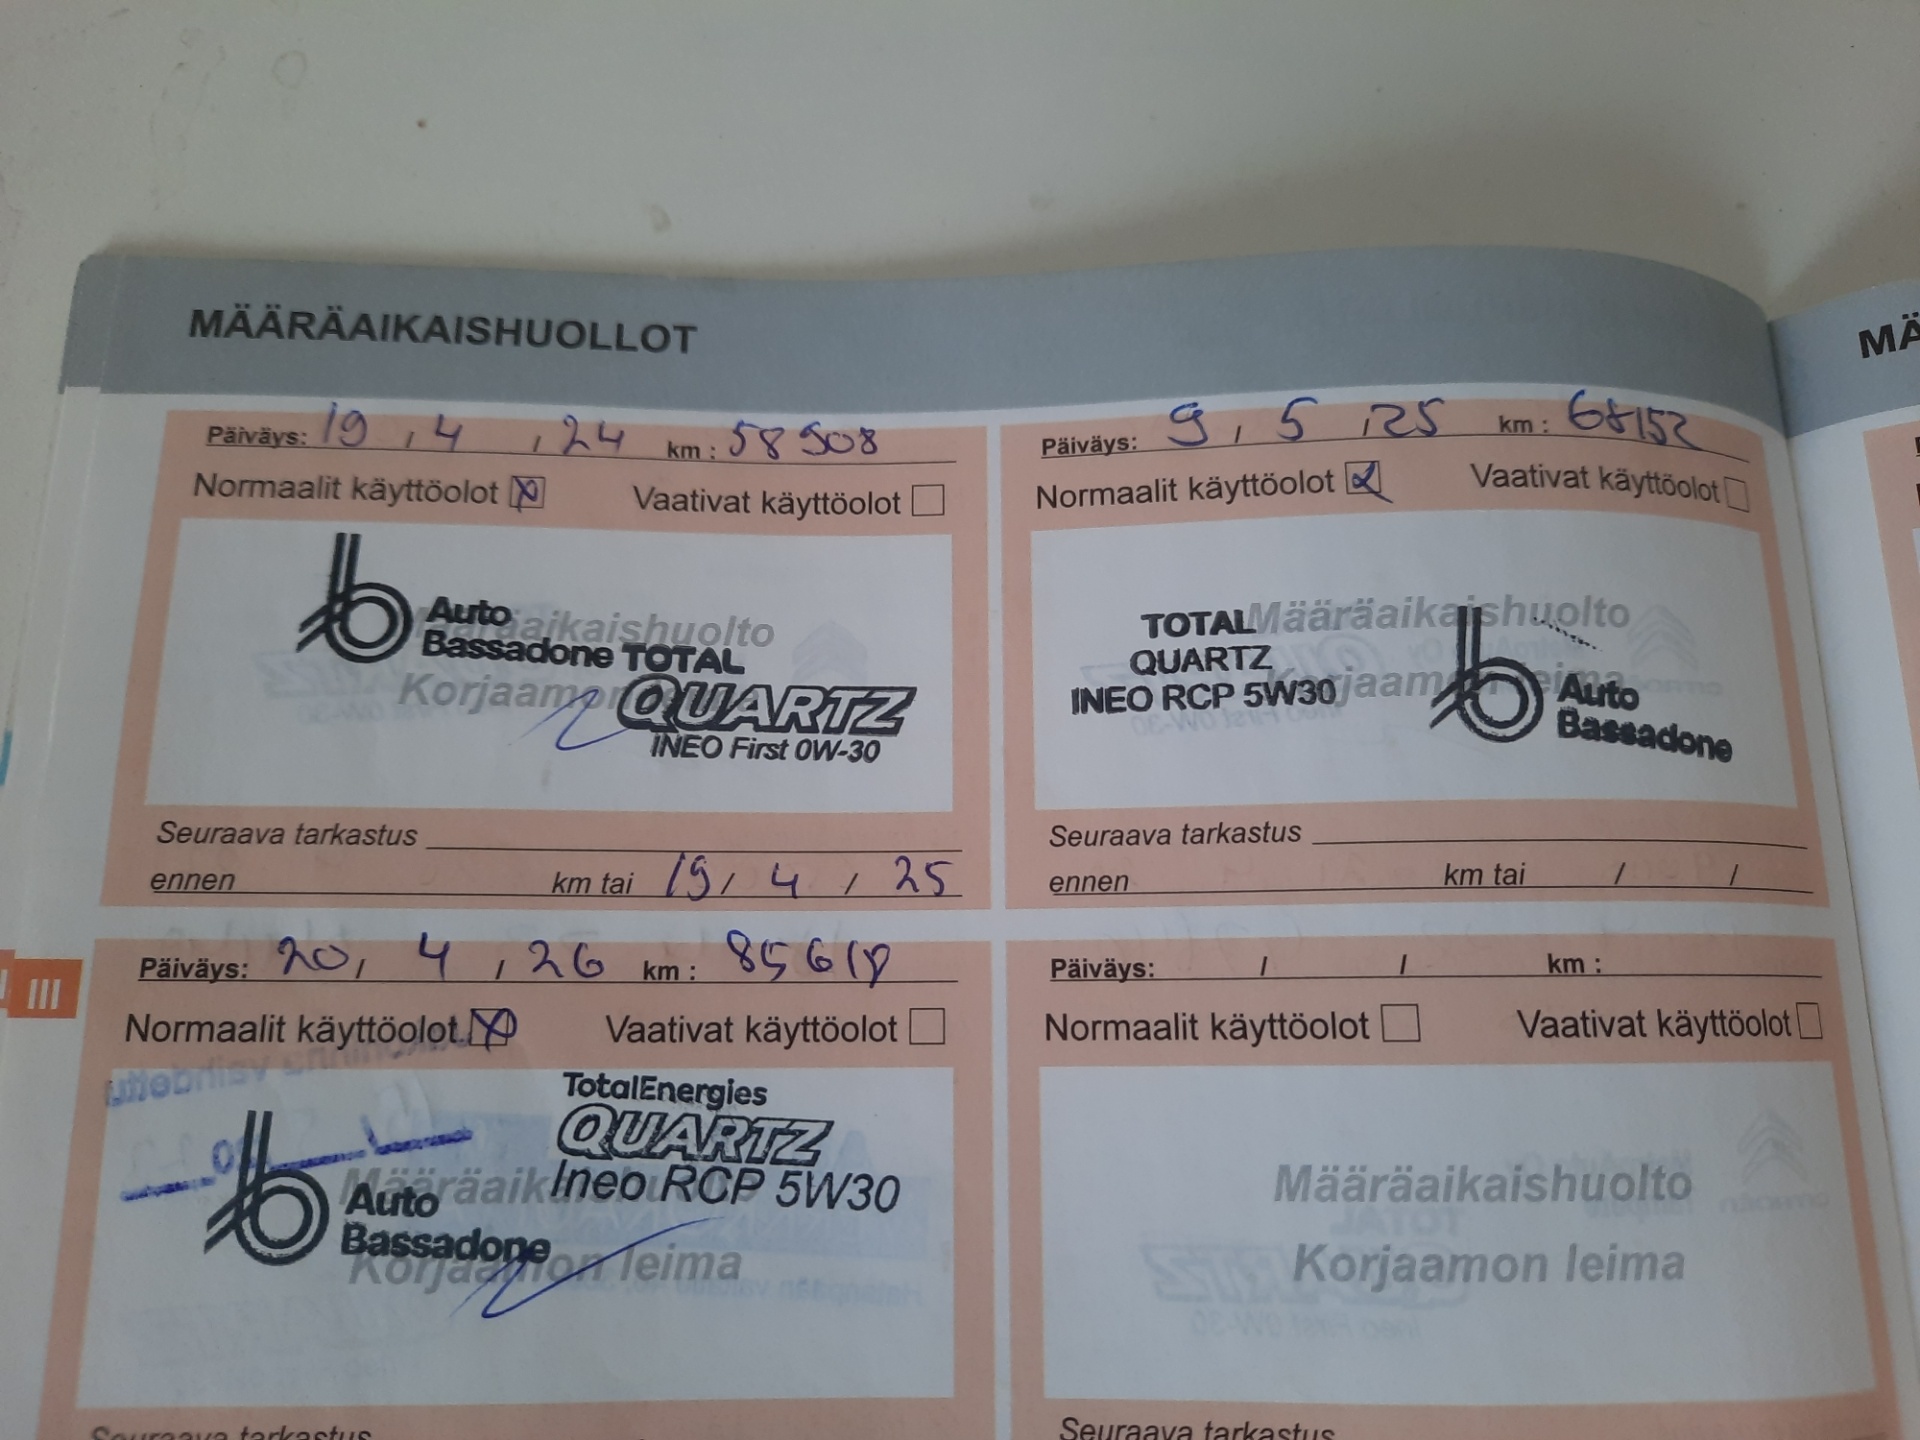 MÄÄRÄAIKAISHUOLLOT
MÄ
Päiväys: 19 / 4 / 24 km : 58508
Normaalit käyttöolot Vaativat käyttöolot
Auto
Bassadone
Määräaikaishuolto
Korjaamon leima
TOTAL
QUARTZ
INEO First 0W-30
Seuraava tarkastus
ennen km tai 19 / 4 / 25
Päiväys: 9 / 5 / 25 km : 68152
Normaalit käyttöolot Vaativat käyttöolot
TOTAL
QUARTZ
INEO RCP 5W30
Määräaikaishuolto
Korjaamon leima
Auto
Bassadone
Seuraava tarkastus
ennen km tai / /
III
Päiväys: 20 / 4 / 26 km :
Normaalit käyttöolot Vaativat käyttöolot
TotalEnergies
QUARTZ
Ineo RCP 5W30
Auto
Bassadone
Määräaikaishuolto
Korjaamon leima
Seuraava tarkastus
Päiväys: / / km :
Normaalit käyttöolot Vaativat käyttöolot
Määräaikaishuolto
Korjaamon leima
Seuraava tarkastus